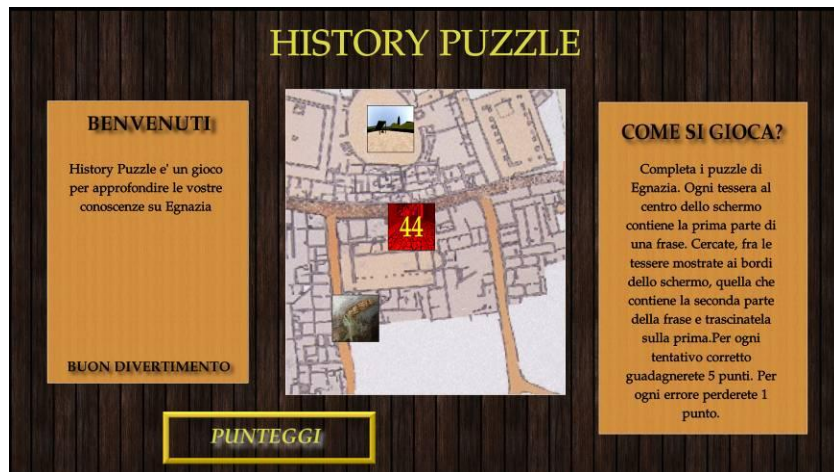 HISTORY PUZZLE
BENVENUTI
History Puzzle e' un gioco
per approfondire le vostre
conoscenze su Egnazia
BUON DIVERTIMENTO
44
COME SI GIOCA?
Completa i puzzle di
Egnazia. Ogni tessera al
centro dello schermo
contiene la prima parte di
una frase. Cercate, fra le
tessere mostrate ai bordi
dello schermo, quella che
contiene la seconda parte
della frase e trascinatela
sulla prima.Per ogni
tentativo corretto
guadagnerete 5 punti. Per
ogni errore perderete 1
punto.
PUNTEGGI